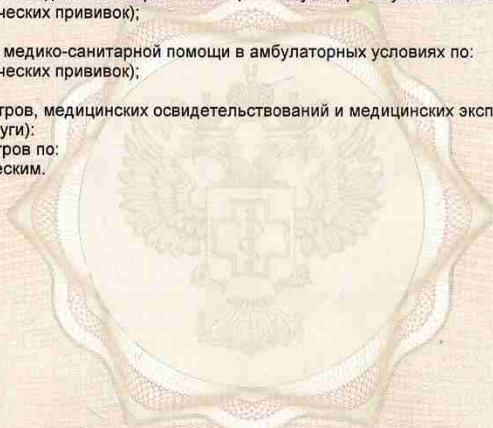 ческих прививок);
медико-санитарной помощи в амбулаторных условиях по:
ческих прививок);
тров, медицинских освидетельствований и медицинских эксп
уги):
тров по:
еским.